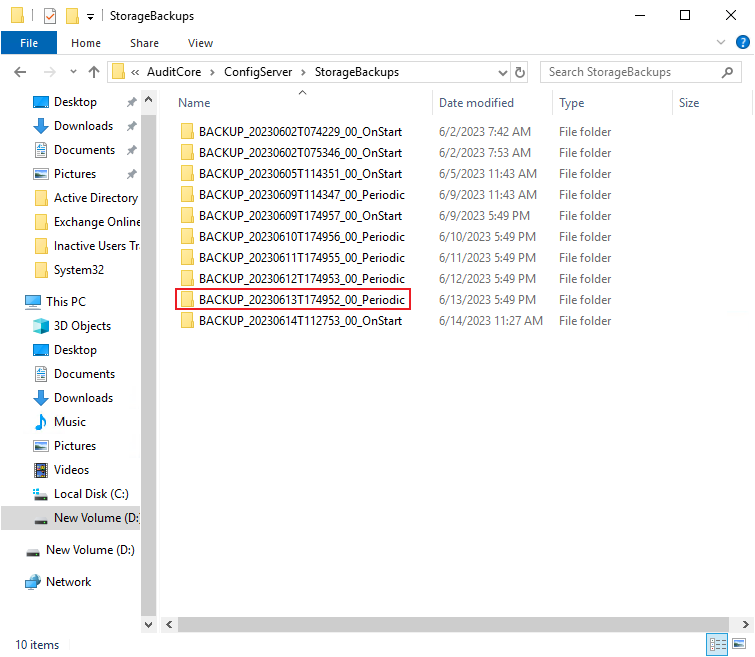 StorageBackups
File Home Share View
« AuditCore > ConfigServer > StorageBackups
Search StorageBackups
Desktop
Downloads
Documents
Pictures
Active Directory
Exchange Online
Inactive Users Tr
System32
This PC
3D Objects
Desktop
Documents
Downloads
Music
Pictures
Videos
Local Disk (C:)
New Volume (D:
New Volume (D:)
Network
Name Date modified Type Size
BACKUP_20230602T074229_00_OnStart 6/2/2023 7:42 AM File folder
BACKUP_20230602T075346_00_OnStart 6/2/2023 7:53 AM File folder
BACKUP_20230605T114351_00_OnStart 6/5/2023 11:43 AM File folder
BACKUP_20230609T114347_00_Periodic 6/9/2023 11:43 AM File folder
BACKUP_20230609T174957_00_OnStart 6/9/2023 5:49 PM File folder
BACKUP_20230610T174956_00_Periodic 6/10/2023 5:49 PM File folder
BACKUP_20230611T174955_00_Periodic 6/11/2023 5:49 PM File folder
BACKUP_20230612T174953_00_Periodic 6/12/2023 5:49 PM File folder
BACKUP_20230613T174952_00_Periodic 6/13/2023 5:49 PM File folder
BACKUP_20230614T112753_00_OnStart 6/14/2023 11:27 AM File folder
10 items